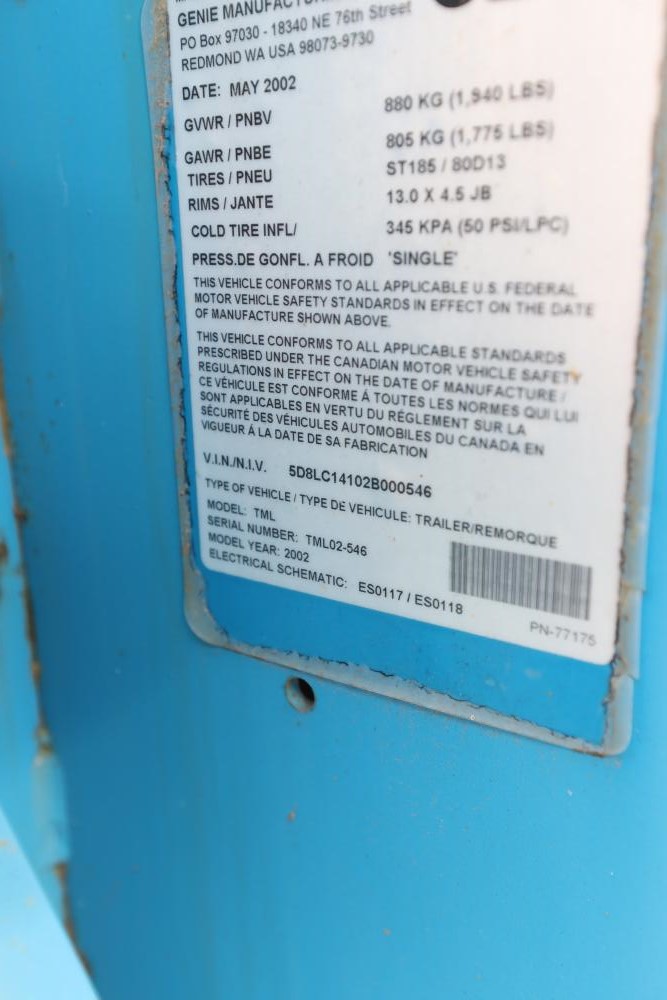 GENIE
PO Box 97030 - 18340 NE 76th Street
REDMOND WA USA 98073-9730
DATE: MAY 2002
GVWR / PNBV 880 KG (1,940 LBS)
GAWR / PNBE 805 KG (1,775 LBS)
TIRES / PNEU ST185 / 80D13
RIMS / JANTE 13.0 X 4.5 JB
COLD TIRE INFL/ 345 KPA (50 PSI/LPC)
PRESS.DE GONFL. A FROID 'SINGLE'
THIS VEHICLE CONFORMS TO ALL APPLICABLE U.S. FEDERAL
MOTOR VEHICLE SAFETY STANDARDS IN EFFECT ON THE DATE
OF MANUFACTURE SHOWN ABOVE.
THIS VEHICLE CONFORMS TO ALL APPLICABLE STANDARDS
PRESCRIBED UNDER THE CANADIAN MOTOR VEHICLE SAFETY
REGULATIONS IN EFFECT ON THE DATE OF MANUFACTURE /
CE VÉHICULE EST CONFORME À TOUTES LES NORMES QUI LUI
SONT APPLICABLES EN VERTU DU RÉGLEMENT SUR LA
SÉCURITÉ DES VÉHICULES AUTOMOBILES DU CANADA EN
VIGUEUR À LA DATE DE SA FABRICATION
V.I.N./N.I.V. 5D8LC14102B000546
TYPE OF VEHICLE / TYPE DE VEHICULE: TRAILER/REMORQUE
MODEL: TML
SERIAL NUMBER: TML02-546
MODEL YEAR: 2002
ELECTRICAL SCHEMATIC: ES0117 / ES0118
PN-77175